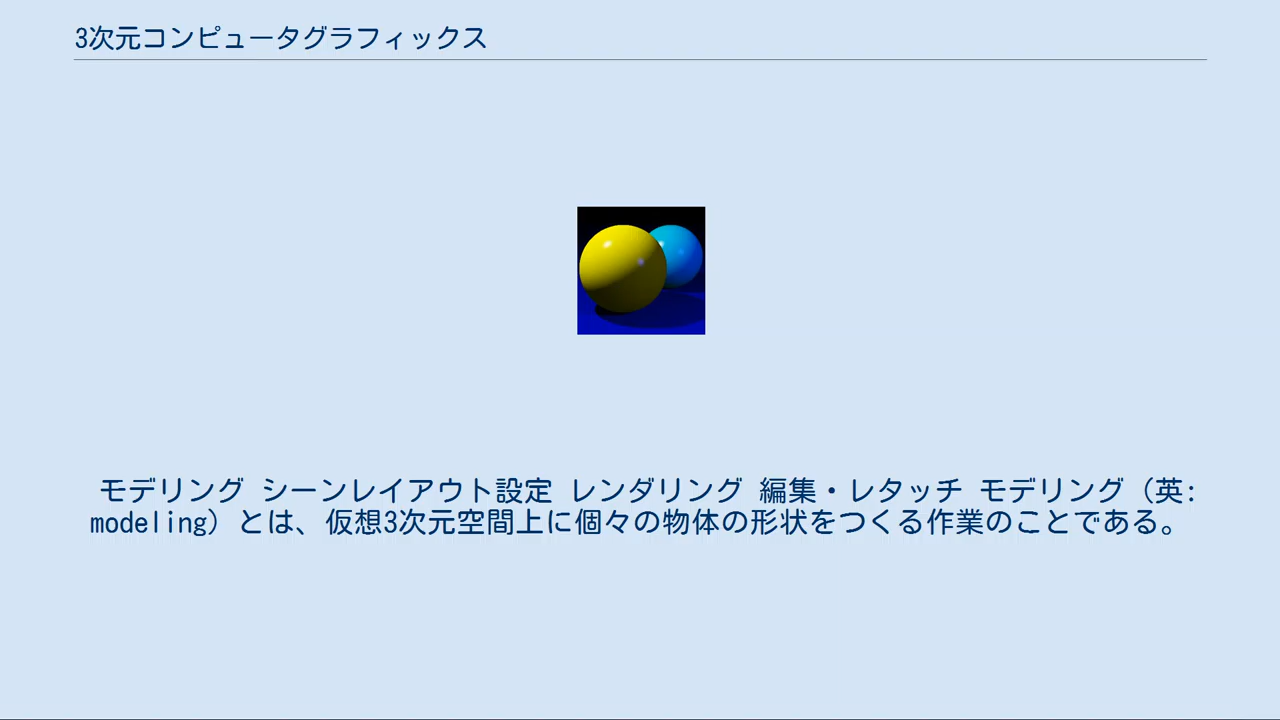 3次元コンピュータグラフィックス
モデリング シーンレイアウト設定 レンダリング 編集・レタッチ モデリング（英:
modeling）とは、仮想3次元空間上に個々の物体の形状をつくる作業のことである。